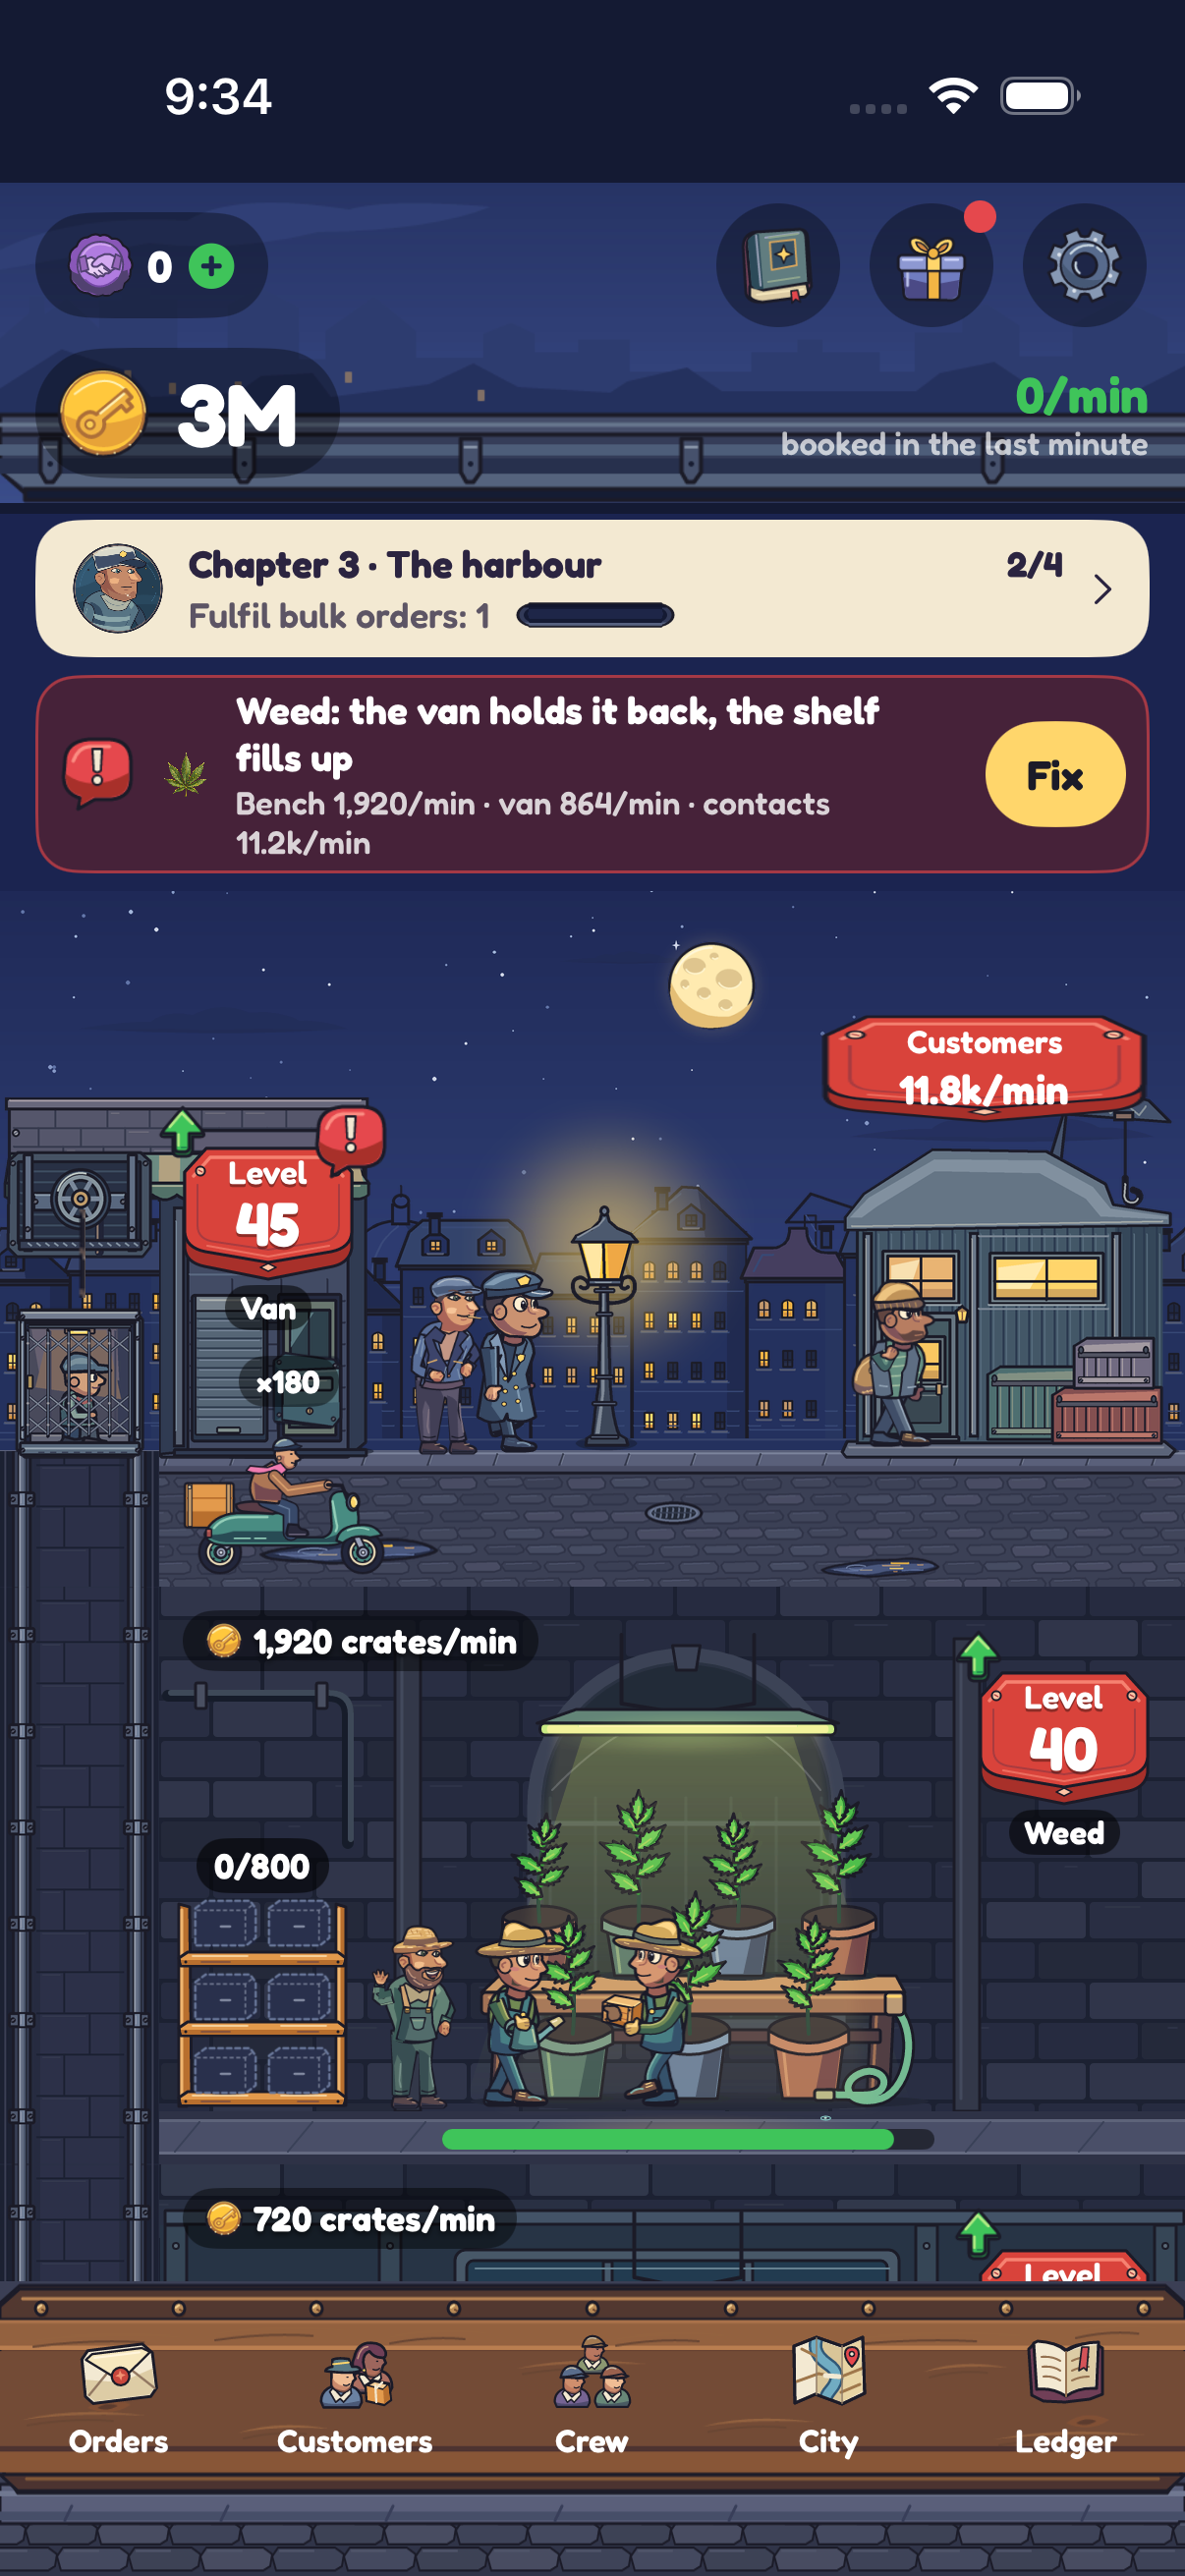 9:34
0
3M
0/min
booked in the last minute
Chapter 3 · The harbour
2/4
Fulfil bulk orders: 1
Weed: the van holds it back, the shelf
fills up
Bench 1,920/min · van 864/min · contacts
11.2k/min
Fix
Customers
11.8k/min
Level
45
Van
×180
1,920 crates/min
Level
40
Weed
0/800
720 crates/min
Level
Orders
Customers
Crew
City
Ledger